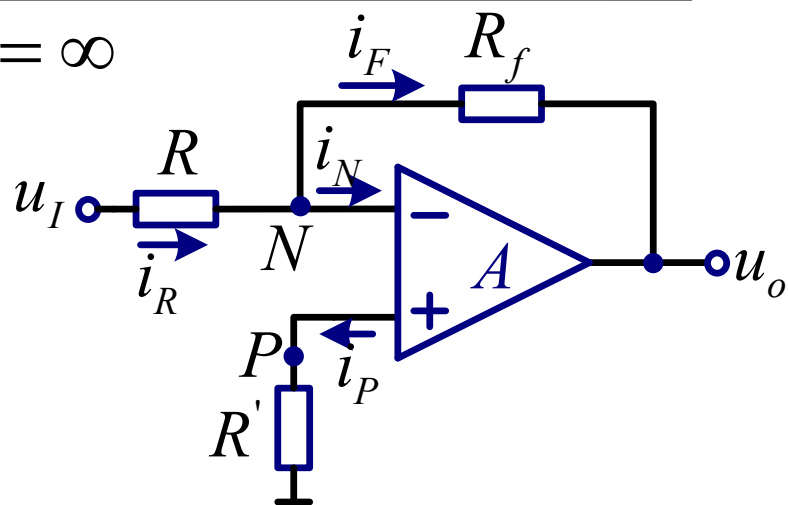 = ∞
i_F
R_f
R
i_N
u_I
N
i_R
−
A
+
u_o
P
i_P
R'